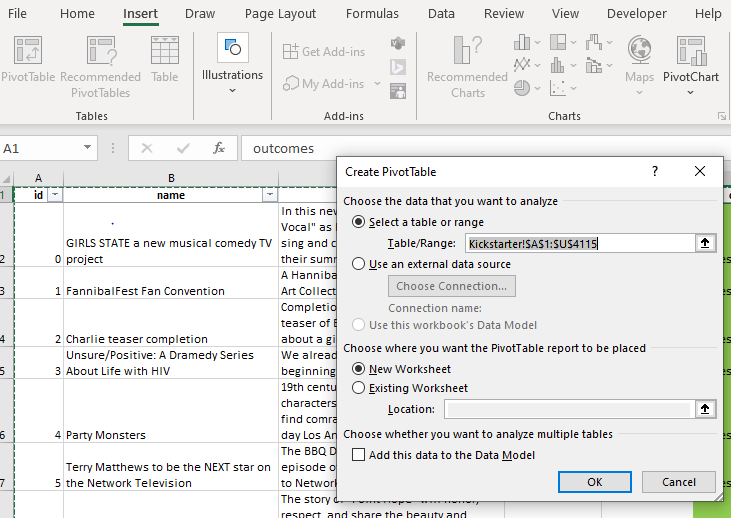 File Home Insert Draw Page Layout Formulas Data Review View Developer Help
PivotTable Recommended PivotTables Table
Tables
Illustrations
Get Add-ins
My Add-ins
Add-ins
Recommended Charts
Maps PivotChart
Charts
A1 fx outcomes
A B
1 id name
In this new
Vocal" as
GIRLS STATE a new musical comedy TV sing and c
2 0 project their summ
A Hannibal
3 1 FannibalFest Fan Convention Art Collect
Completio
teaser of
4 2 Charlie teaser completion about a gi
Unsure/Positive: A Dramedy Series We already
5 3 About Life with HIV beginning
19th centu
characters
find comra
6 4 Party Monsters day Los An
The BBQ D
Terry Matthews to be the NEXT star on episode o
7 5 the Network Television to Network
The story of
respect, and share the beauty and
Create PivotTable ?
Choose the data that you want to analyze
Select a table or range
Table/Range: Kickstarter!$A$1:$U$4115
Use an external data source
Choose Connection...
Connection name:
Use this workbook's Data Model
Choose where you want the PivotTable report to be placed
New Worksheet
Existing Worksheet
Location:
Choose whether you want to analyze multiple tables
Add this data to the Data Model
OK Cancel